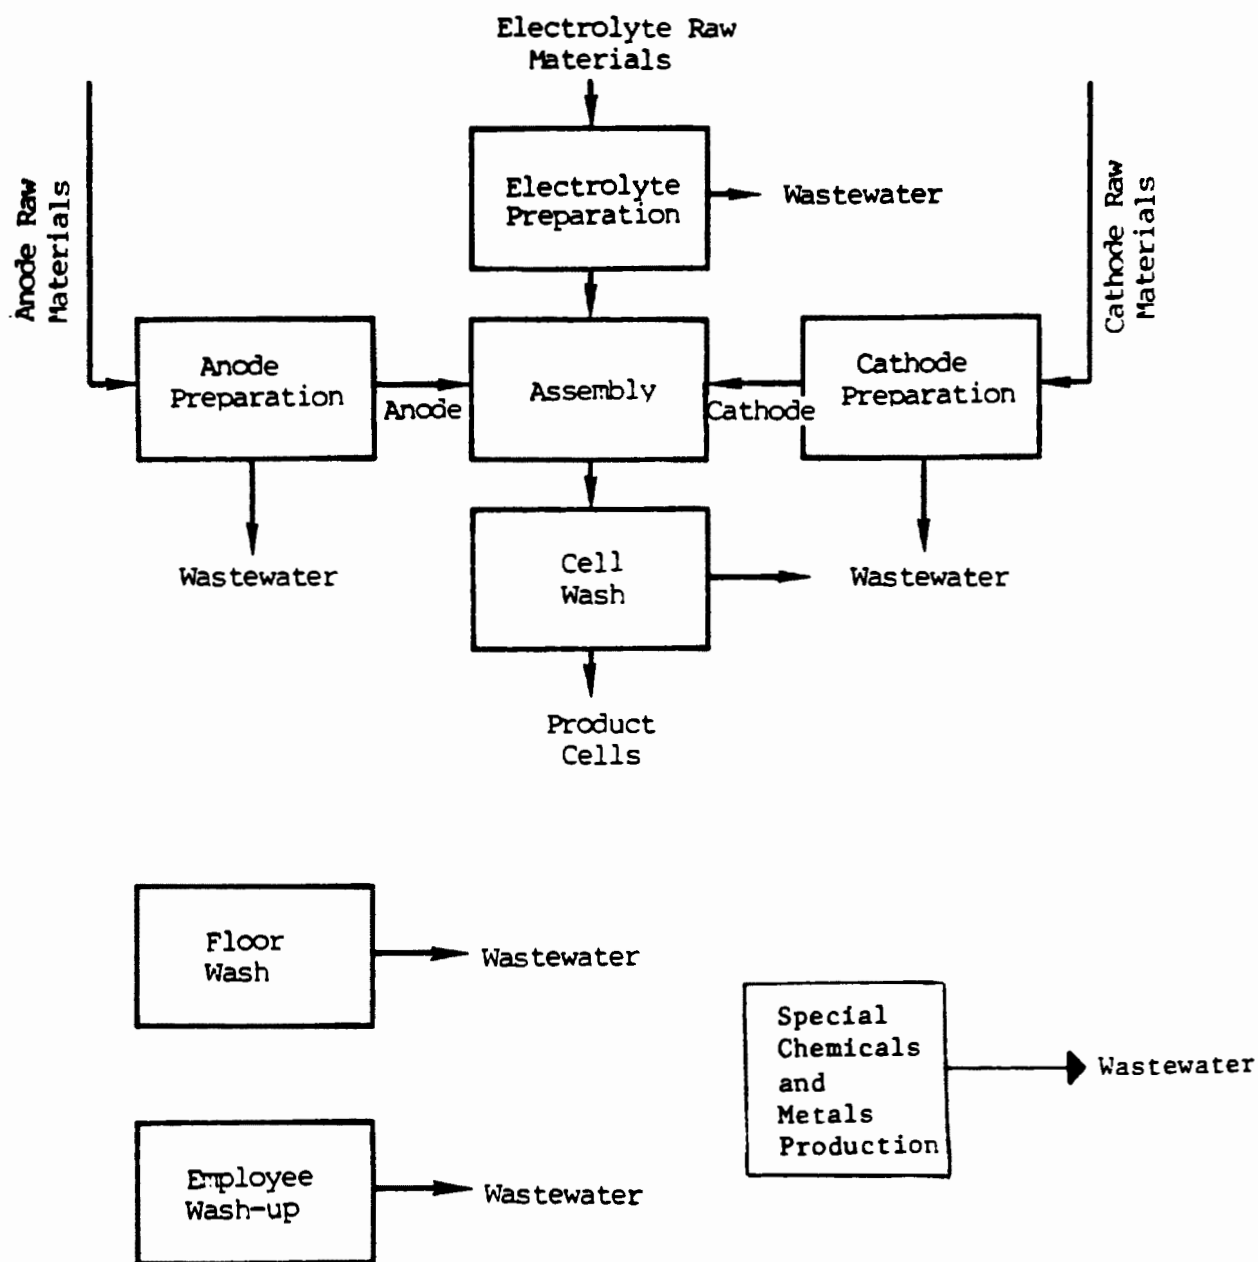 Electrolyte Raw
Materials
Anode Raw
Materials
Cathode Raw
Materials
Electrolyte
Preparation
Wastewater
Anode
Preparation
Anode
Assembly
Cathode
Cathode
Preparation
Wastewater
Cell
Wash
Wastewater
Product
Cells
Floor
Wash
Wastewater
Special
Chemicals
and
Metals
Production
Wastewater
Employee
Wash-up
Wastewater